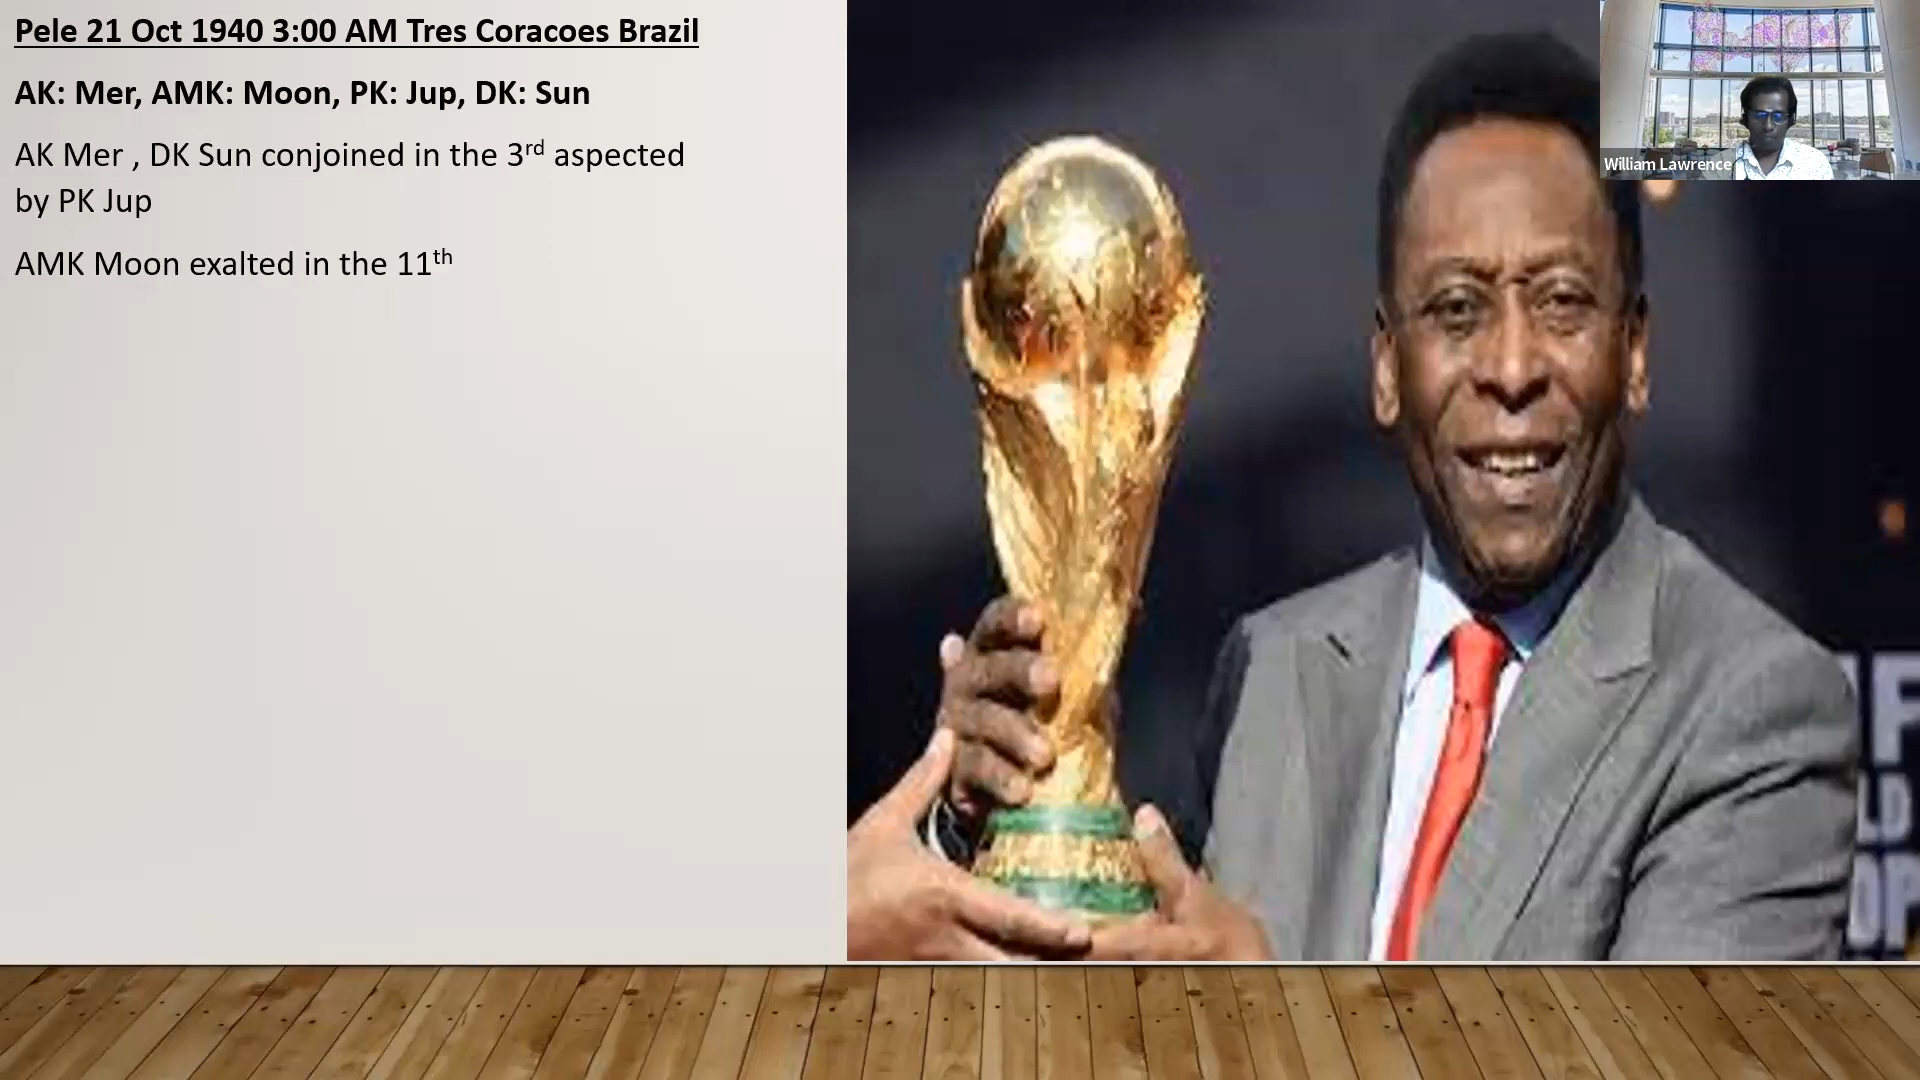 Pele 21 Oct 1940 3:00 AM Tres Coracoes Brazil
AK: Mer, AMK: Moon, PK: Jup, DK: Sun
AK Mer , DK Sun conjoined in the 3rd aspected
by PK Jup
AMK Moon exalted in the 11th
William Lawrence